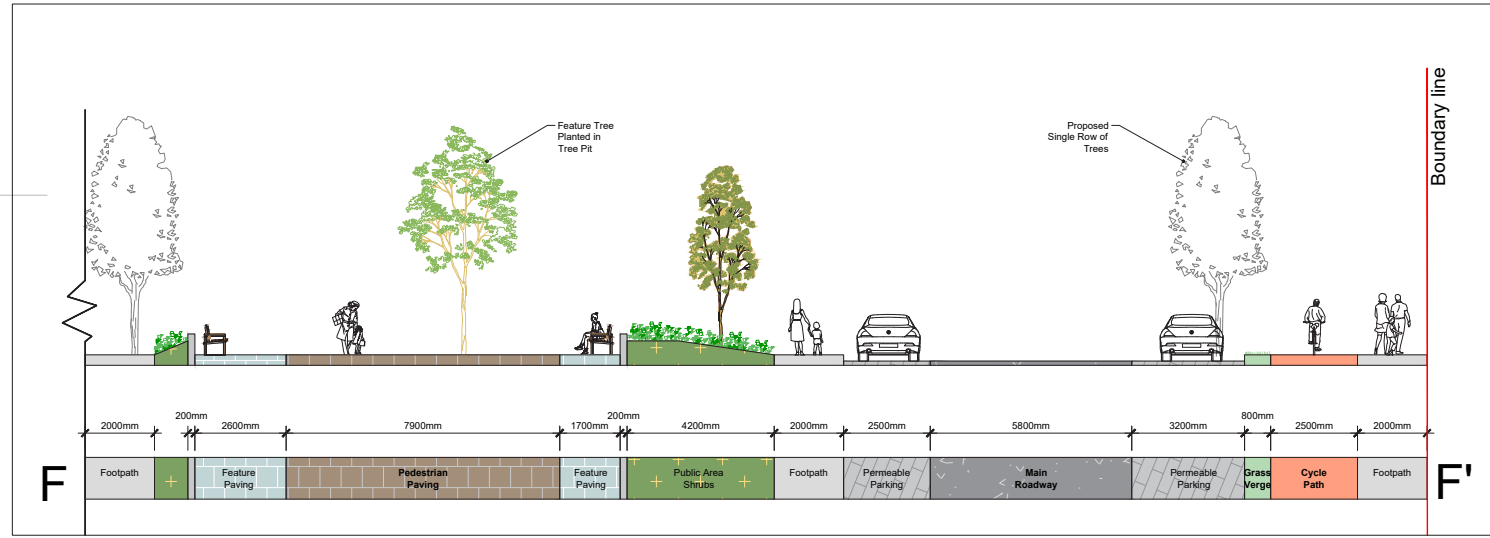 Feature Tree
Planted in
Tree Pit
Proposed
Single Row of
Trees
Boundary line
200mm
200mm
800mm
2000mm
2600mm
7900mm
1700mm
4200mm
2000mm
2500mm
5800mm
3200mm
2500mm
2000mm
F
Footpath
Feature
Paving
Pedestrian
Paving
Feature
Paving
Public Area
Shrubs
Footpath
Permeable
Parking
Main
Roadway
Permeable
Parking
Grass
Verge
Cycle
Path
Footpath
F'